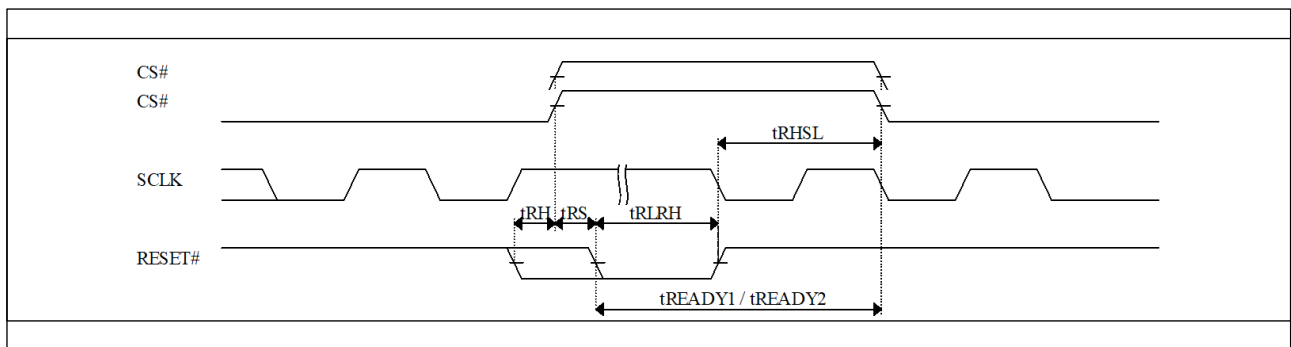 CS#
CS#
tRHSL
SCLK
tRH tRS tRLRH
RESET#
tREADY1 / tREADY2